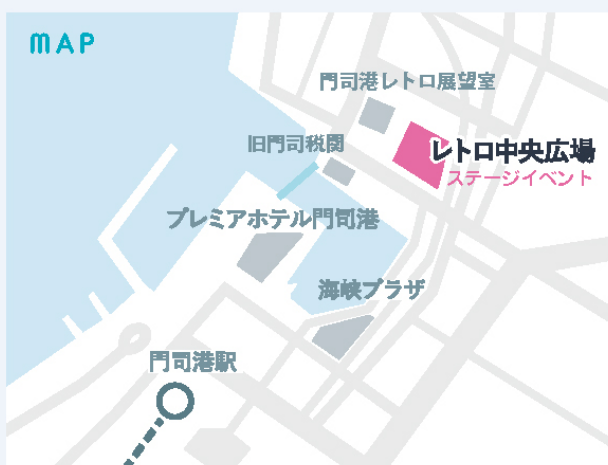 MAP
門司港レトロ展望室
旧門司税関
レトロ中央広場
ステージイベント
プレミアホテル門司港
海峡プラザ
門司港駅